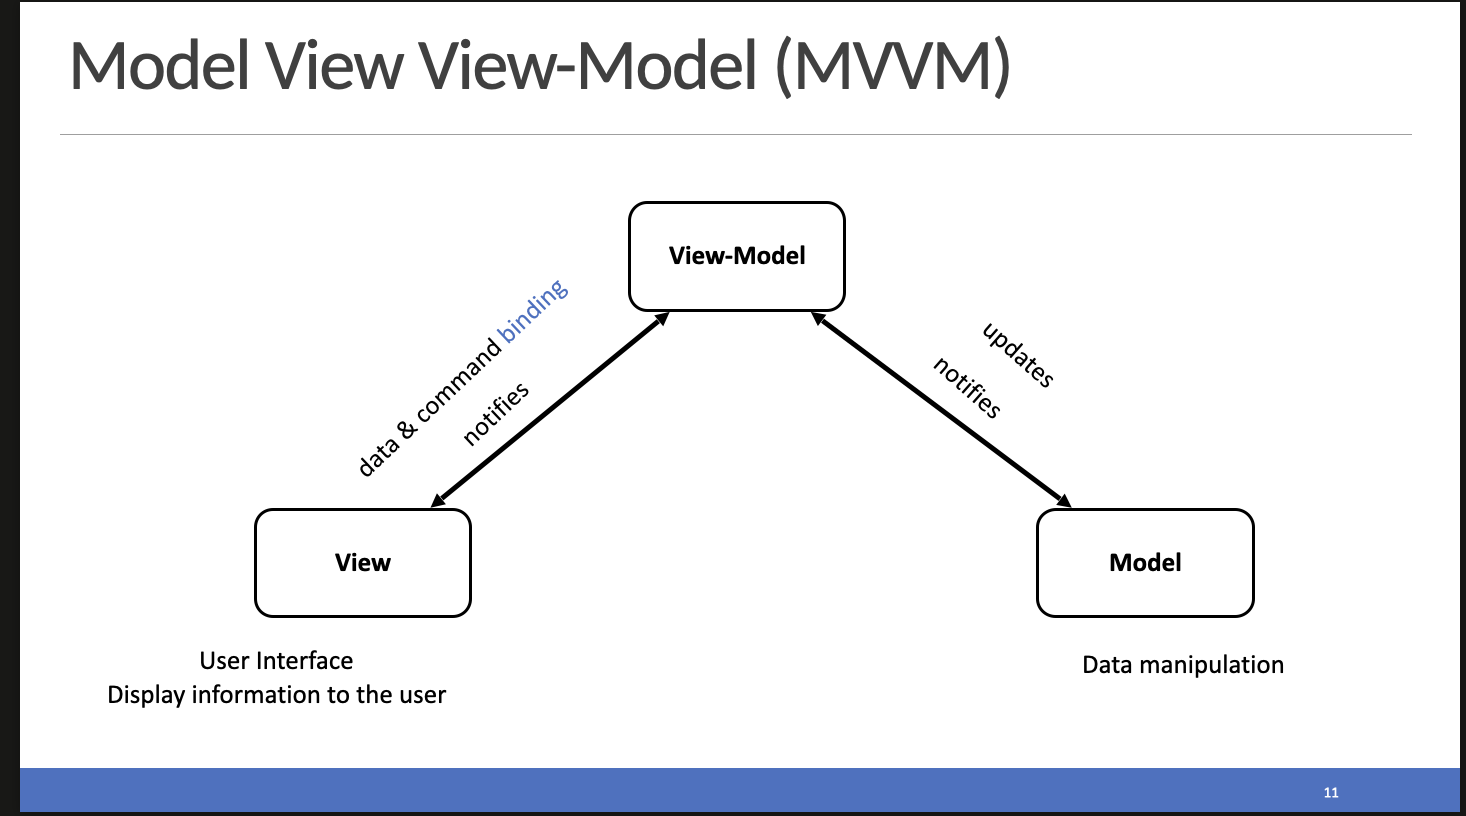 Model View View-Model (MVVM)
View-Model
data & command binding
notifies
updates
notifies
View
Model
User Interface
Display information to the user
Data manipulation
11